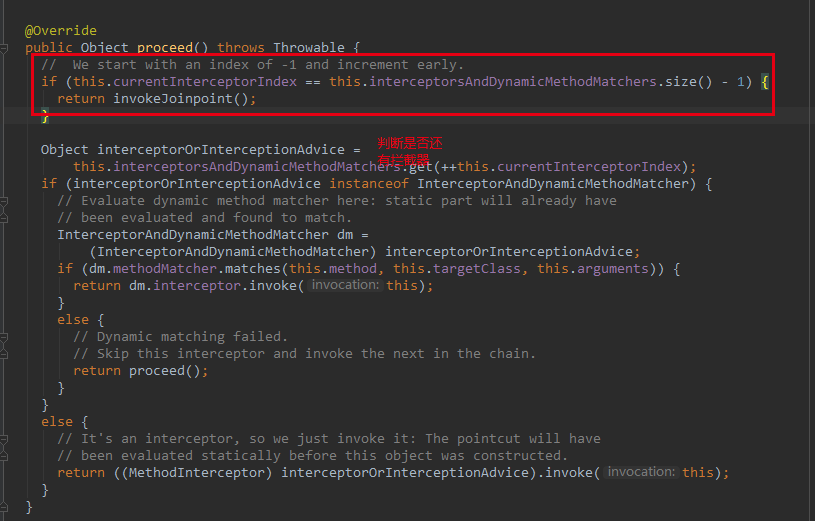 @Override
public Object proceed() throws Throwable {
//  We start with an index of -1 and increment early.
if (this.currentInterceptorIndex == this.interceptorsAndDynamicMethodMatchers.size() - 1) {
return invokeJoinpoint();
}
Object interceptorOrInterceptionAdvice =
判断是否还
有拦截器
this.interceptorsAndDynamicMethodMatchers.get(++this.currentInterceptorIndex);
if (interceptorOrInterceptionAdvice instanceof InterceptorAndDynamicMethodMatcher) {
// Evaluate dynamic method matcher here: static part will already have
// been evaluated and found to match.
InterceptorAndDynamicMethodMatcher dm =
(InterceptorAndDynamicMethodMatcher) interceptorOrInterceptionAdvice;
if (dm.methodMatcher.matches(this.method, this.targetClass, this.arguments)) {
return dm.interceptor.invoke( invocation: this);
}
else {
// Dynamic matching failed.
// Skip this interceptor and invoke the next in the chain.
return proceed();
}
}
else {
// It's an interceptor, so we just invoke it: The pointcut will have
// been evaluated statically before this object was constructed.
return ((MethodInterceptor) interceptorOrInterceptionAdvice).invoke( invocation: this);
}
}